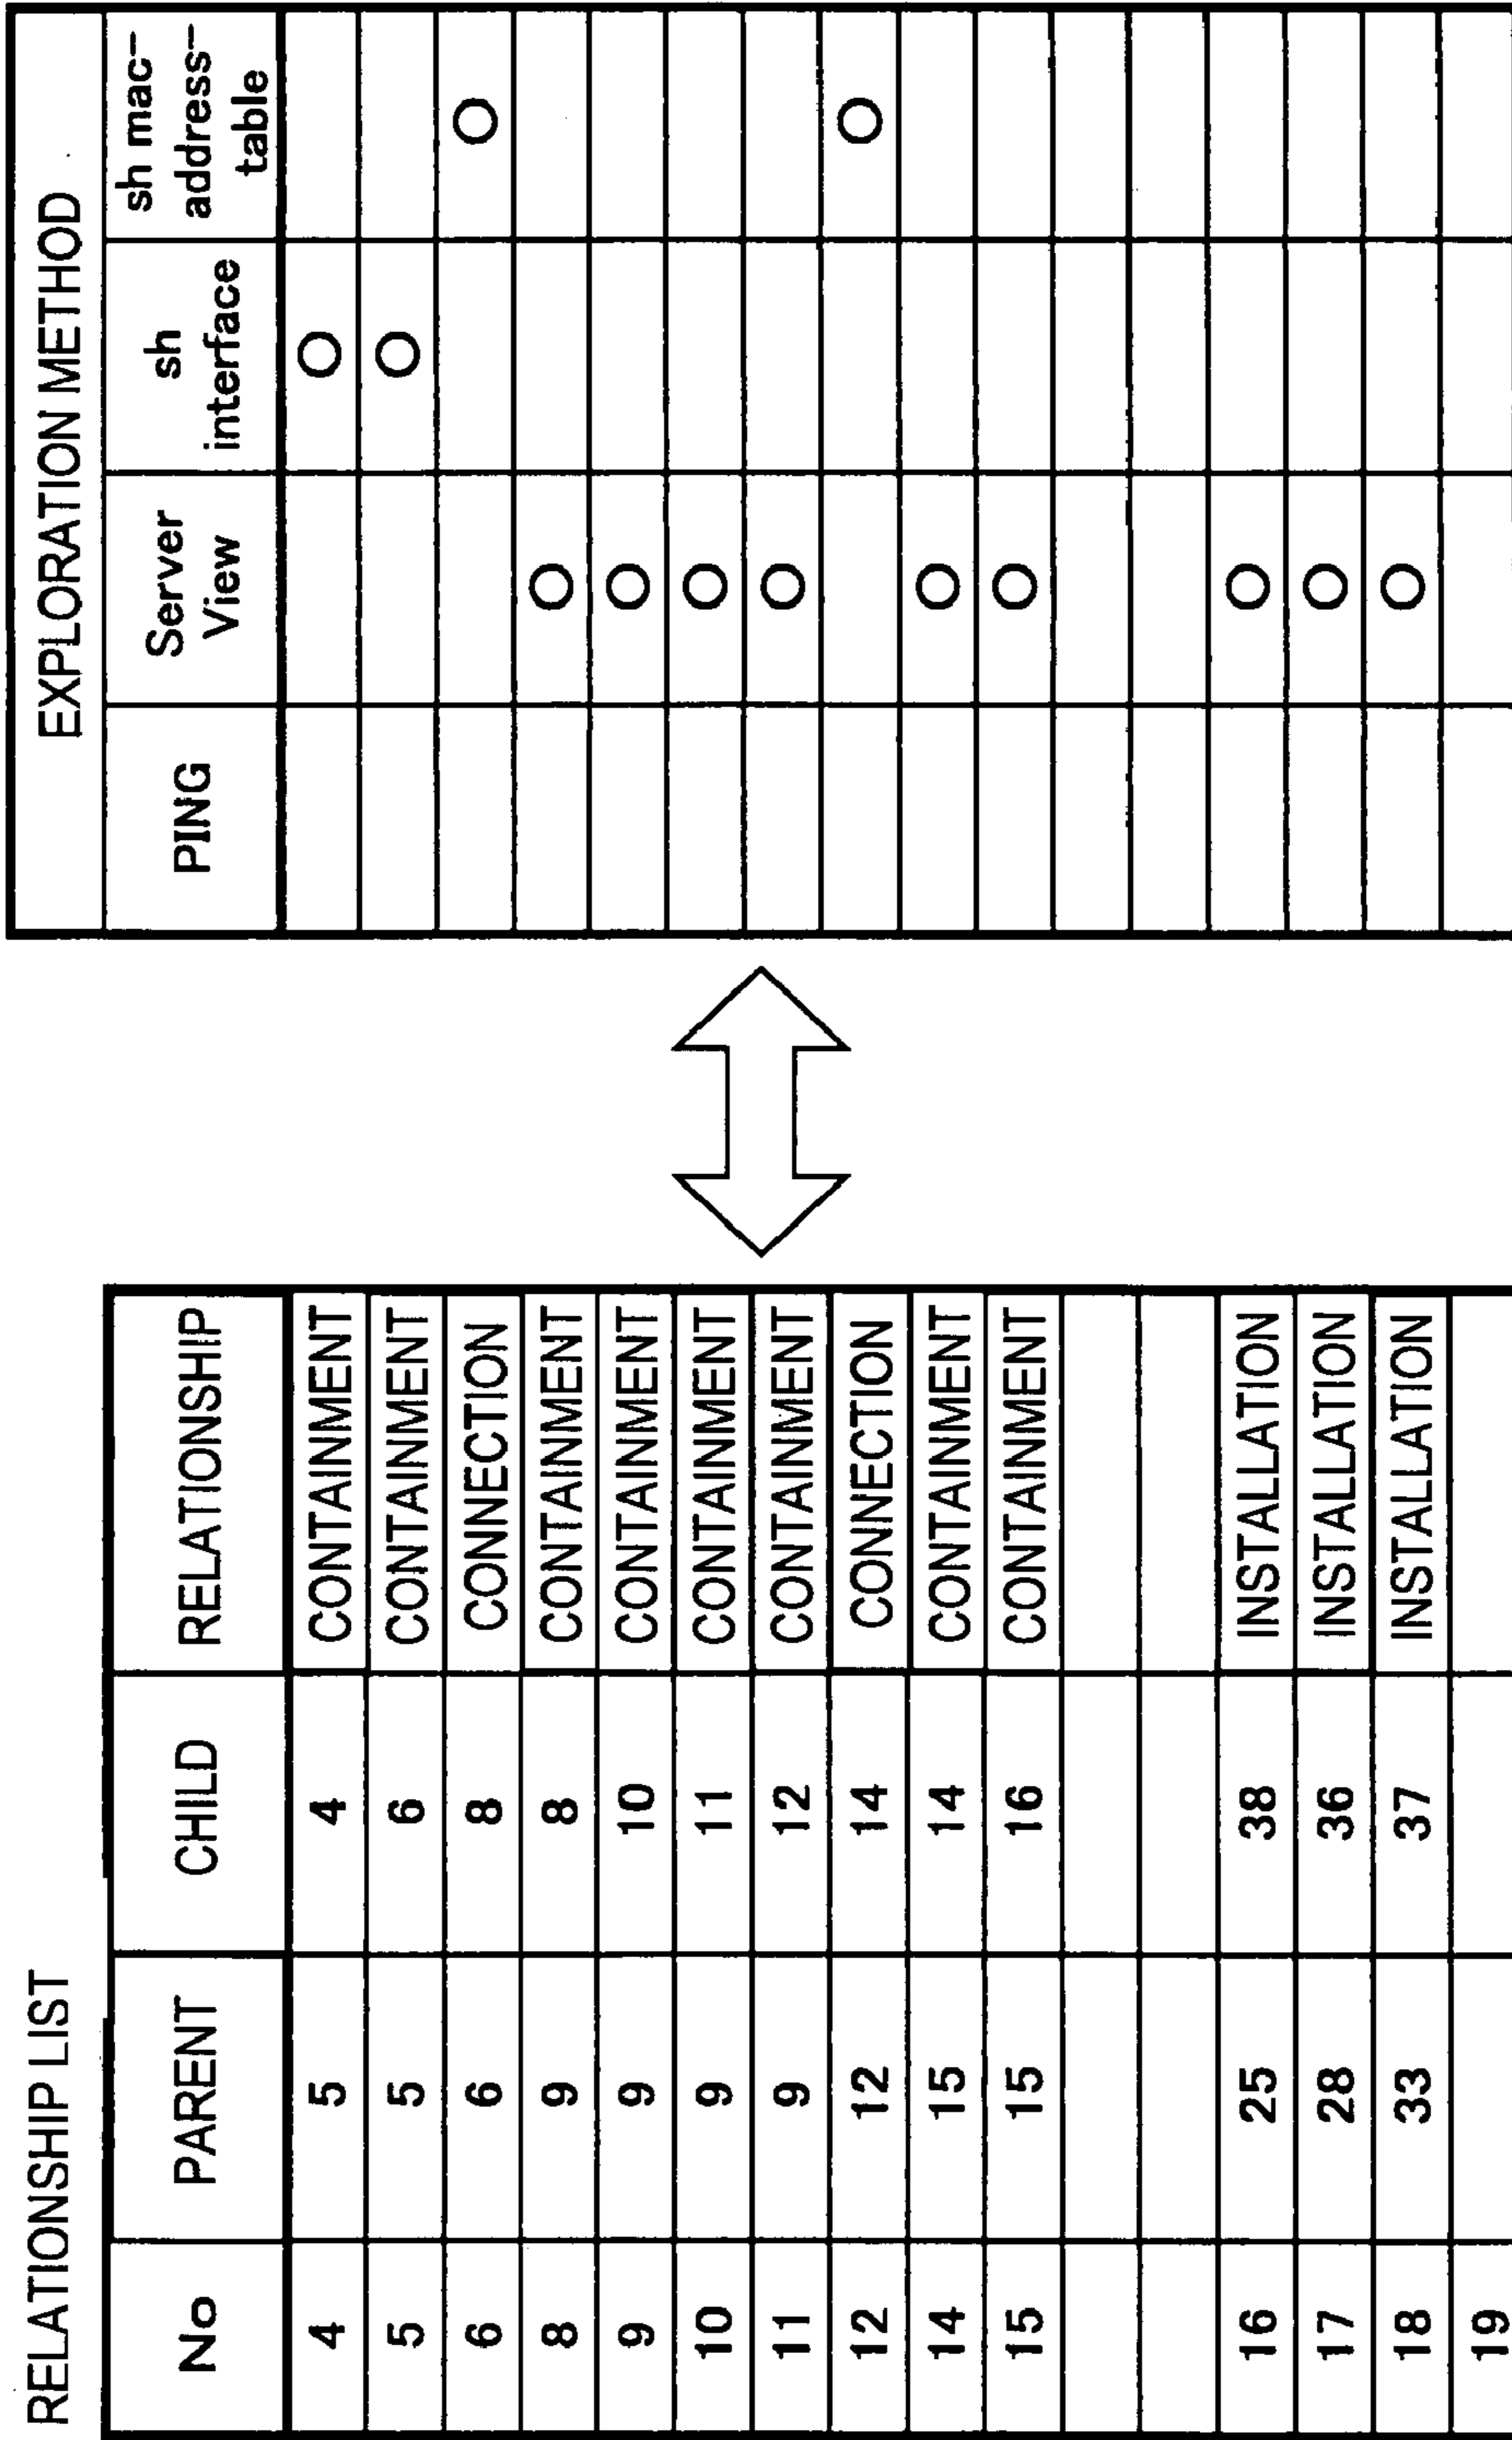 RELATIONSHIP LIST
No PARENT CHILD RELATIONSHIP
4 5 4 CONTAINMENT
5 5 6 CONTAINMENT
6 6 8 CONNECTION
8 9 8 CONTAINMENT
9 9 10 CONTAINMENT
10 9 11 CONTAINMENT
11 9 12 CONTAINMENT
12 12 14 CONNECTION
14 15 14 CONTAINMENT
15 15 16 CONTAINMENT
16 25 38 INSTALLATION
17 28 36 INSTALLATION
18 33 37 INSTALLATION
19
EXPLORATION METHOD
PING
Server
View
sh
interface
sh mac-
address-
table